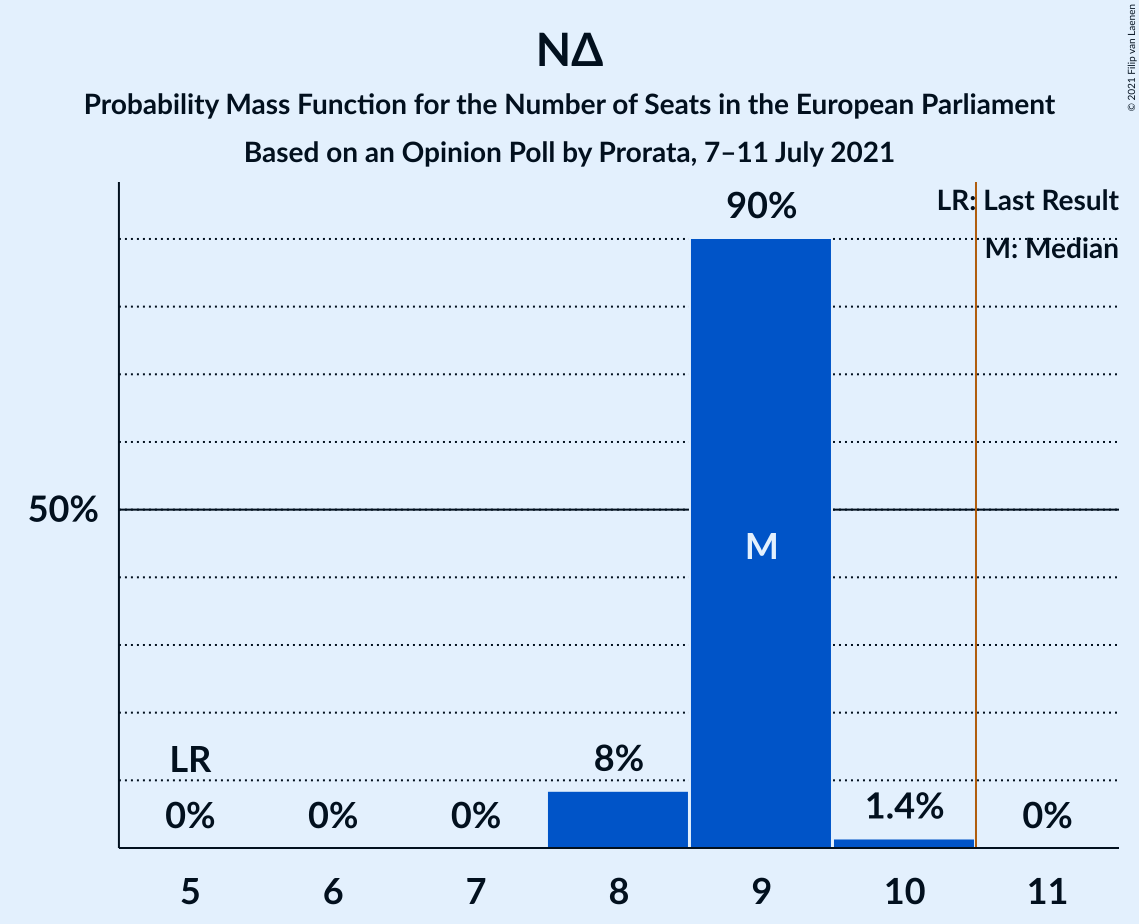 ΝΔ
Probability Mass Function for the Number of Seats in the European Parliament
Based on an Opinion Poll by Prorata, 7–11 July 2021
© 2021 Filip van Laenen
LR: Last Result
M: Median
90%
50%
M
LR
8%
0%
0%
0%
1.4%
0%
5
6
7
8
9
10
11